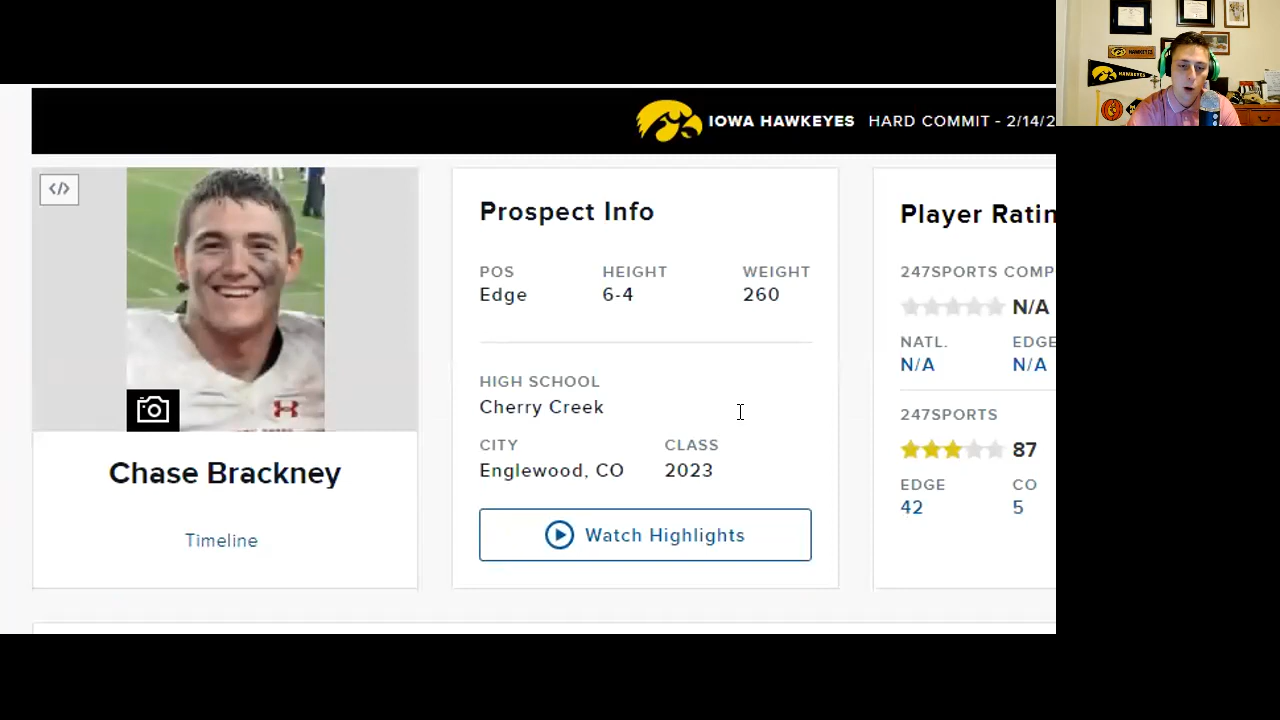 IOWA HAWKEYES HARD COMMIT - 2/14/2
</>
Chase Brackney
Timeline
Prospect Info
POS HEIGHT WEIGHT
Edge 6-4 260
HIGH SCHOOL
Cherry Creek
CITY CLASS
Englewood, CO 2023
Watch Highlights
Player Ratin
247SPORTS COMP
N/A
NATL. EDGE
N/A N/A
247SPORTS
87
EDGE CO
42 5
HAWKEYES
HAWKEYES